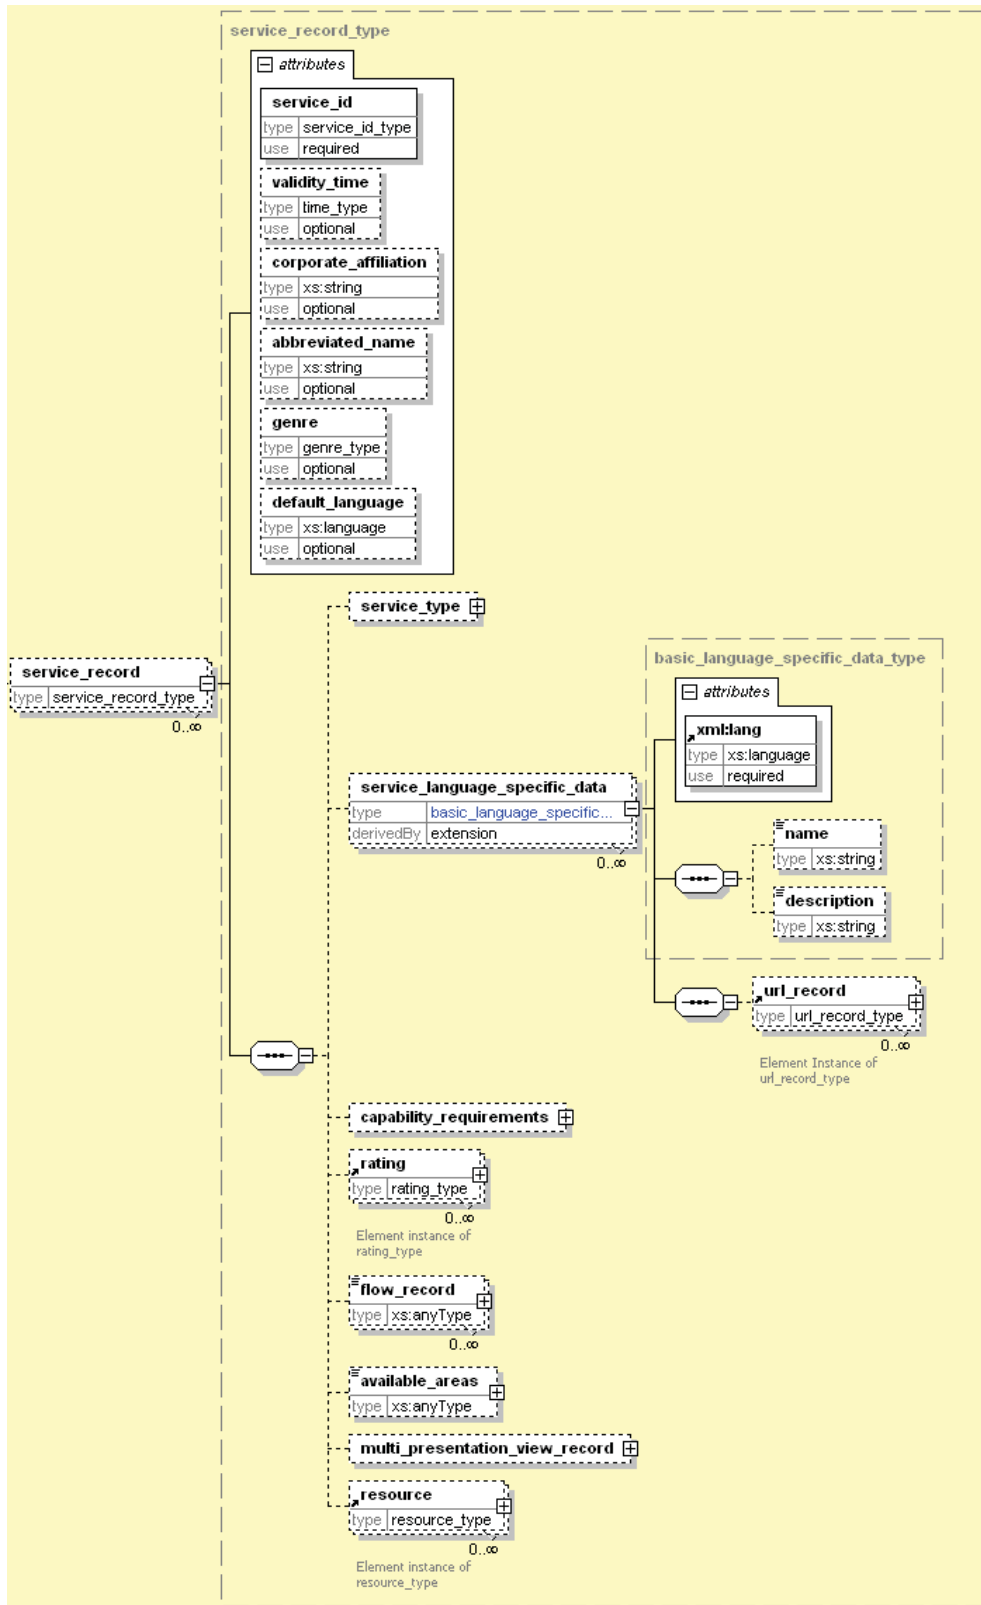 service_record_type
attributes
service_id
type service_id_type
use required
validity_time
type time_type
use optional
corporate_affiliation
type xs:string
use optional
abbreviated_name
type xs:string
use optional
genre
type genre_type
use optional
default_language
type xs:language
use optional
service_record
type service_record_type
0..∞
service_type
service_language_specific_data
type basic_language_specific...
derivedBy extension
0..∞
basic_language_specific_data_type
attributes
xml:lang
type xs:language
use required
name
type xs:string
description
type xs:string
url_record
type url_record_type
0..∞
Element Instance of
url_record_type
capability_requirements
rating
type rating_type
0..∞
Element instance of
rating_type
flow_record
type xs:anyType
0..∞
available_areas
type xs:anyType
multi_presentation_view_record
resource
type resource_type
0..∞
Element instance of
resource_type